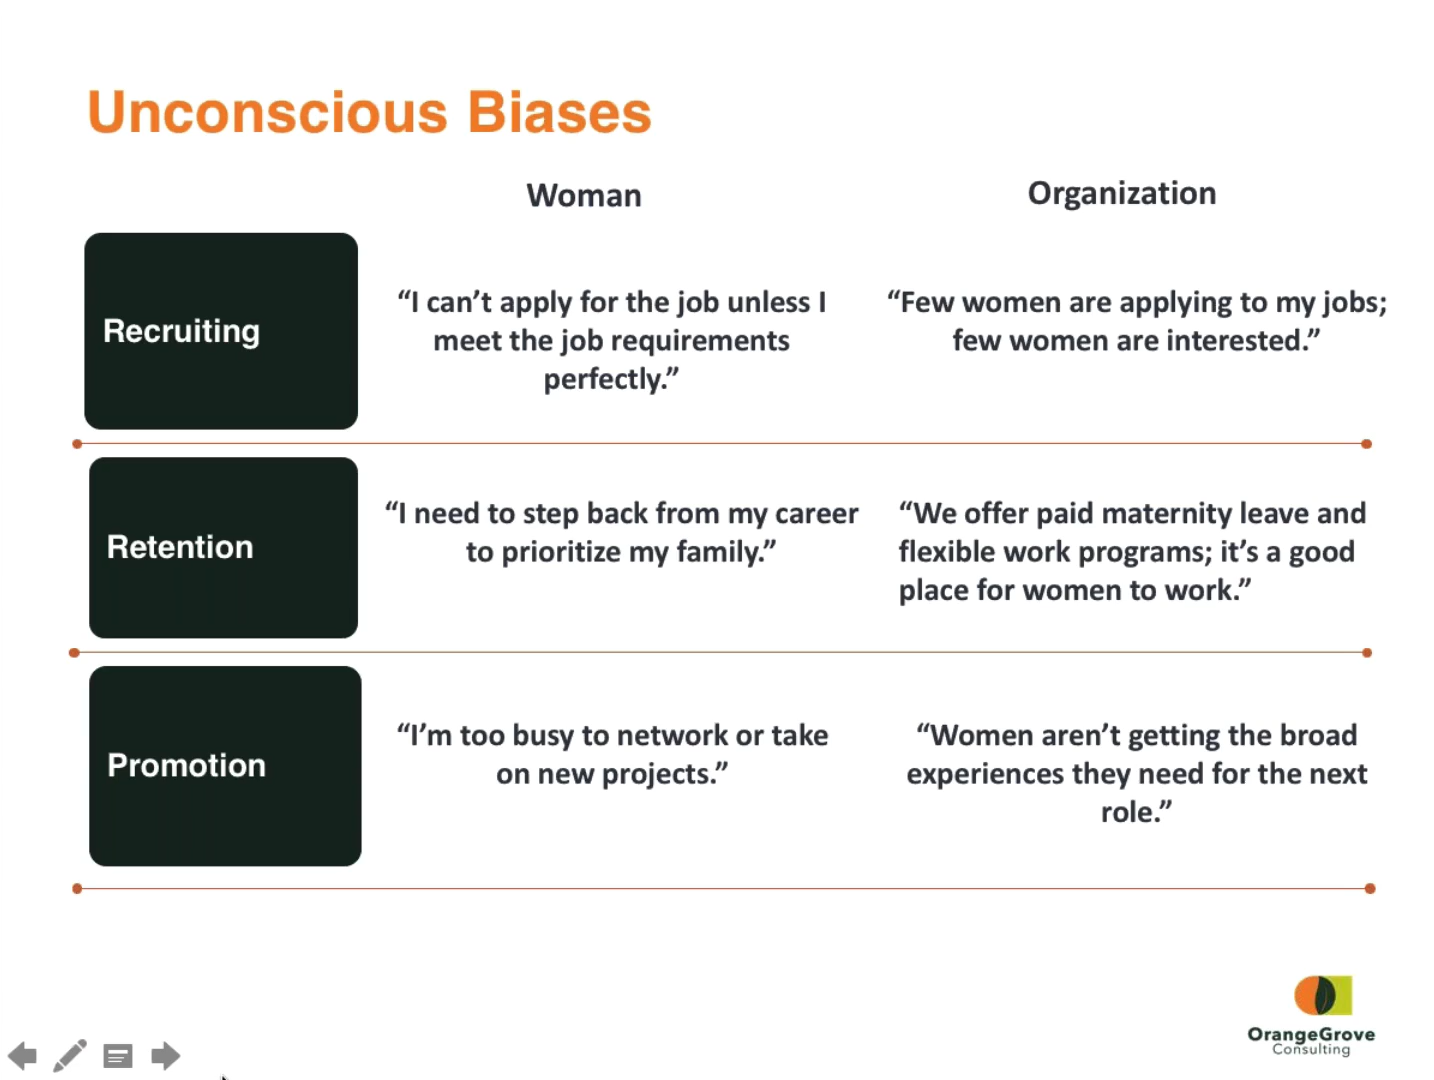 Unconscious Biases
Woman
Organization
Recruiting
“I can’t apply for the job unless I
meet the job requirements
perfectly.”
“Few women are applying to my jobs;
few women are interested.”
Retention
“I need to step back from my career
to prioritize my family.”
“We offer paid maternity leave and
flexible work programs; it’s a good
place for women to work.”
Promotion
“I’m too busy to network or take
on new projects.”
“Women aren’t getting the broad
experiences they need for the next
role.”
OrangeGrove
Consulting